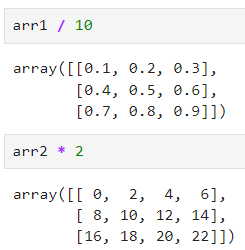 arr1 / 10
array([[0.1, 0.2, 0.3],
       [0.4, 0.5, 0.6],
       [0.7, 0.8, 0.9]])
arr2 * 2
array([[ 0,  2,  4,  6],
       [ 8, 10, 12, 14],
       [16, 18, 20, 22]])